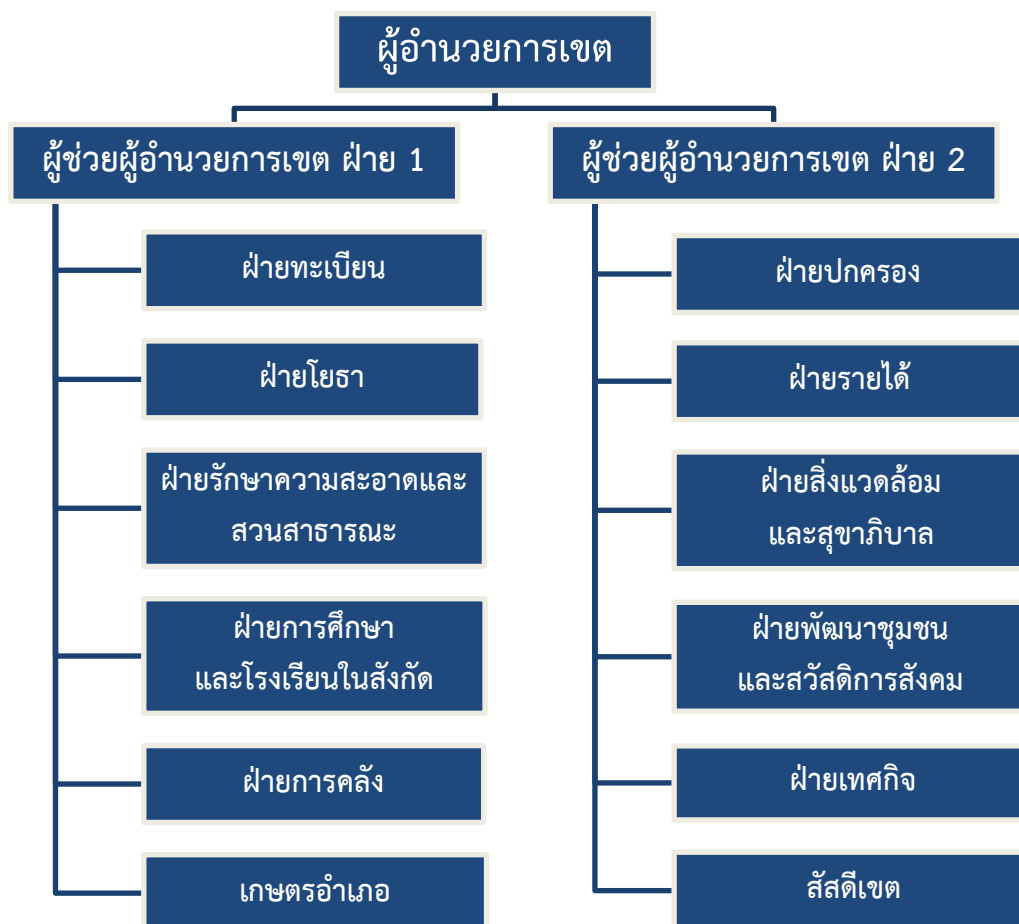 ผู้อำนวยการเขต
ผู้ช่วยผู้อำนวยการเขต ฝ่าย 1
ฝ่ายทะเบียน
ฝ่ายโยธา
ฝ่ายรักษาความสะอาดและ
สวนสาธารณะ
ฝ่ายการศึกษา
และโรงเรียนในสังกัด
ฝ่ายการคลัง
เกษตรอำเภอ
ผู้ช่วยผู้อำนวยการเขต ฝ่าย 2
ฝ่ายปกครอง
ฝ่ายรายได้
ฝ่ายสิ่งแวดล้อม
และสุขาภิบาล
ฝ่ายพัฒนาชุมชน
และสวัสดิการสังคม
ฝ่ายเทศกิจ
สัสดีเขต